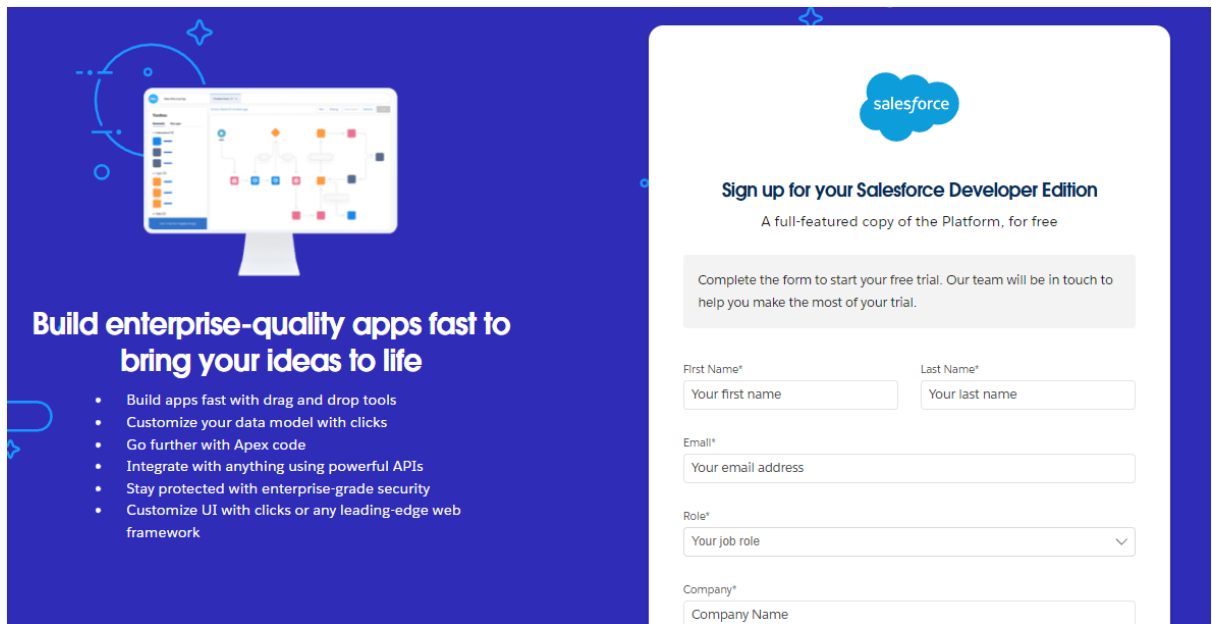 Build enterprise-quality apps fast to
bring your ideas to life
• Build apps fast with drag and drop tools
• Customize your data model with clicks
• Go further with Apex code
• Integrate with anything using powerful APIs
• Stay protected with enterprise-grade security
• Customize UI with clicks or any leading-edge web
framework
salesforce
Sign up for your Salesforce Developer Edition
A full-featured copy of the Platform, for free
Complete the form to start your free trial. Our team will be in touch to
help you make the most of your trial.
First Name* Last Name*
Your first name Your last name
Email*
Your email address
Role*
Your job role
Company*
Company Name